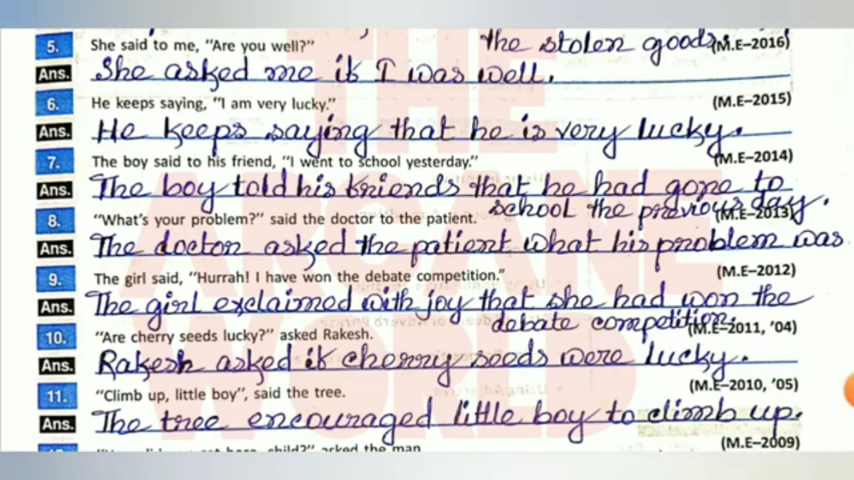 the stolen goods. (M.E–2016)
5. She said to me, "Are you well?"
Ans. She asked me if I was well.
6. He keeps saying, "I am very lucky." (M.E–2015)
Ans. He keeps saying that he is very lucky.
7. The boy said to his friend, "I went to school yesterday." (M.E–2014)
Ans. The boy told his friends that he had gone to
school the previous day.
8. "What's your problem?" said the doctor to the patient. (M.E–2013)
Ans. The doctor asked the patient what his problem was
9. The girl said, "Hurrah! I have won the debate competition." (M.E–2012)
Ans. The girl exclaimed with joy that she had won the
debate competition.
10. "Are cherry seeds lucky?" asked Rakesh. (M.E–2011, '04)
Ans. Rakesh asked if cherry seeds were lucky.
11. "Climb up, little boy", said the tree. (M.E–2010, '05)
Ans. The tree encouraged little boy to climb up.
child?" asked the man (M.E–2009)
THE
ARCANE
WORLD